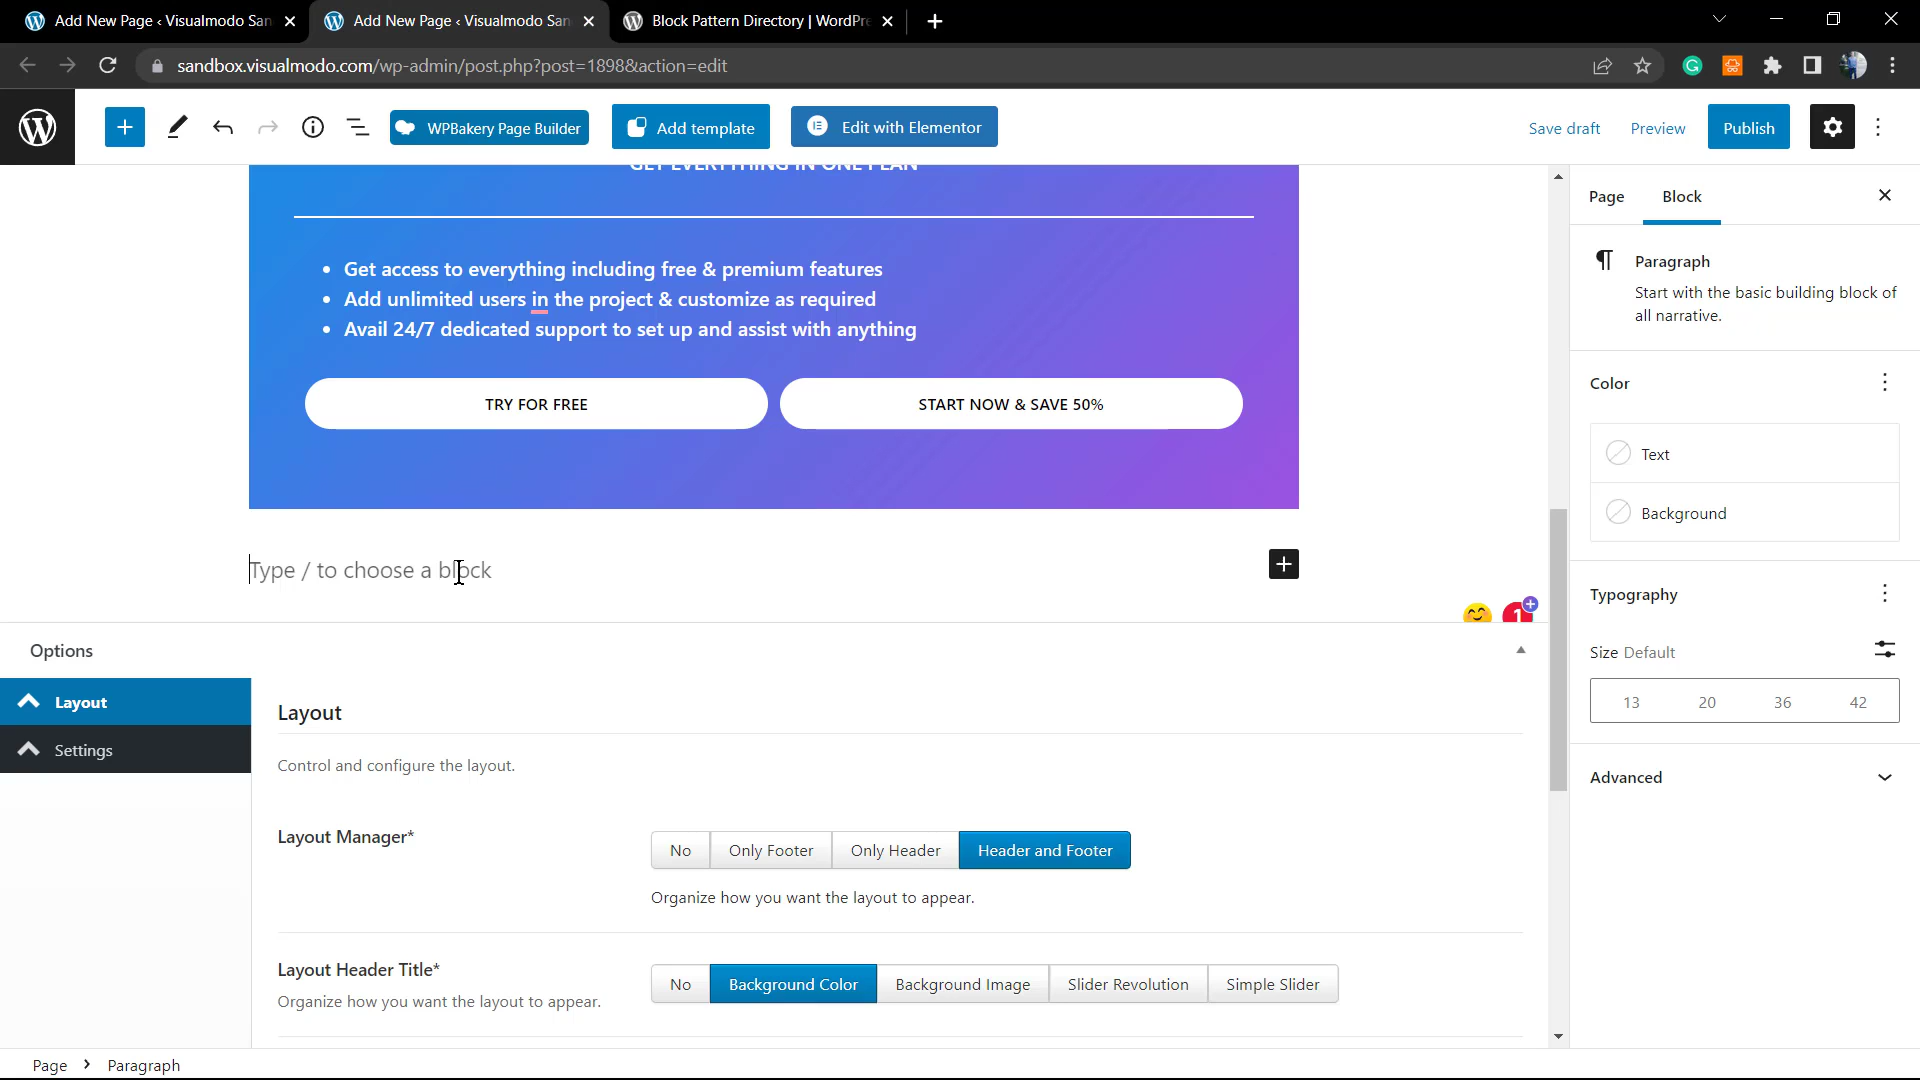 Add New Page ‹ Visualmodo San
Add New Page ‹ Visualmodo San
Block Pattern Directory | WordPre
sandbox.visualmodo.com/wp-admin/post.php?post=1898&action=edit
WPBakery Page Builder
Add template
Edit with Elementor
Save draft
Preview
Publish
GET EVERYTHING IN ONE PLAN
• Get access to everything including free & premium features
• Add unlimited users in the project & customize as required
• Avail 24/7 dedicated support to set up and assist with anything
TRY FOR FREE
START NOW & SAVE 50%
Type / to choose a block
1
Options
Layout
Settings
Layout
Control and configure the layout.
Layout Manager*
No
Only Footer
Only Header
Header and Footer
Organize how you want the layout to appear.
Layout Header Title*
Organize how you want the layout to appear.
No
Background Color
Background Image
Slider Revolution
Simple Slider
Page
Block
Paragraph
Start with the basic building block of
all narrative.
Color
Text
Background
Typography
Size Default
13 20 36 42
Advanced
Page › Paragraph